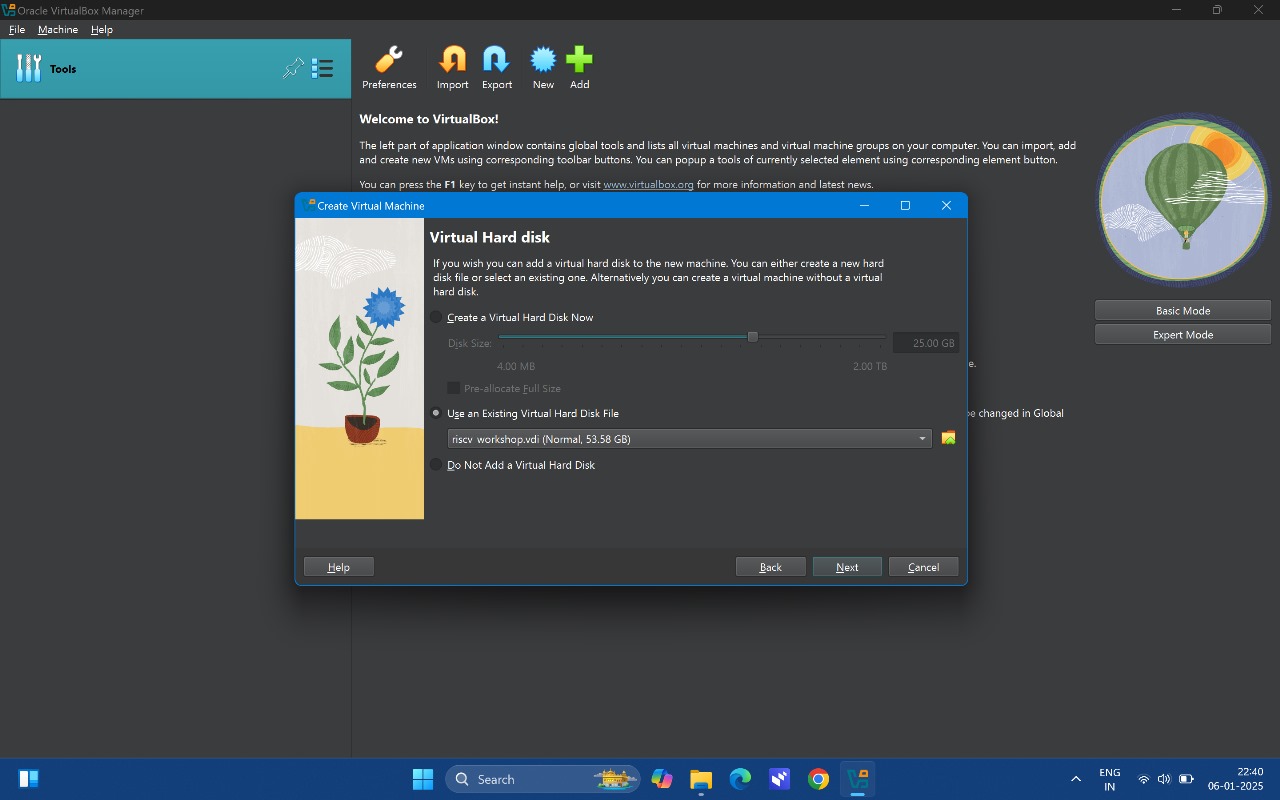 Oracle VirtualBox Manager
File Machine Help
Tools
Preferences Import Export New Add
Welcome to VirtualBox!
The left part of application window contains global tools and lists all virtual machines and virtual machine groups on your computer. You can import, add
and create new VMs using corresponding toolbar buttons. You can popup a tools of currently selected element using corresponding element button.
You can press the F1 key to get instant help, or visit www.virtualbox.org for more information and latest news.
Create Virtual Machine
Virtual Hard disk
If you wish you can add a virtual hard disk to the new machine. You can either create a new hard
disk file or select an existing one. Alternatively you can create a virtual machine without a virtual
hard disk.
Create a Virtual Hard Disk Now
Disk Size: 25.00 GB
4.00 MB 2.00 TB
Pre-allocate Full Size
Use an Existing Virtual Hard Disk File
riscv workshop.vdi (Normal, 53.58 GB)
Do Not Add a Virtual Hard Disk
Help Back Next Cancel
Basic Mode
Expert Mode
e.
be changed in Global
Search
ENG
IN
22:40
06-01-2025